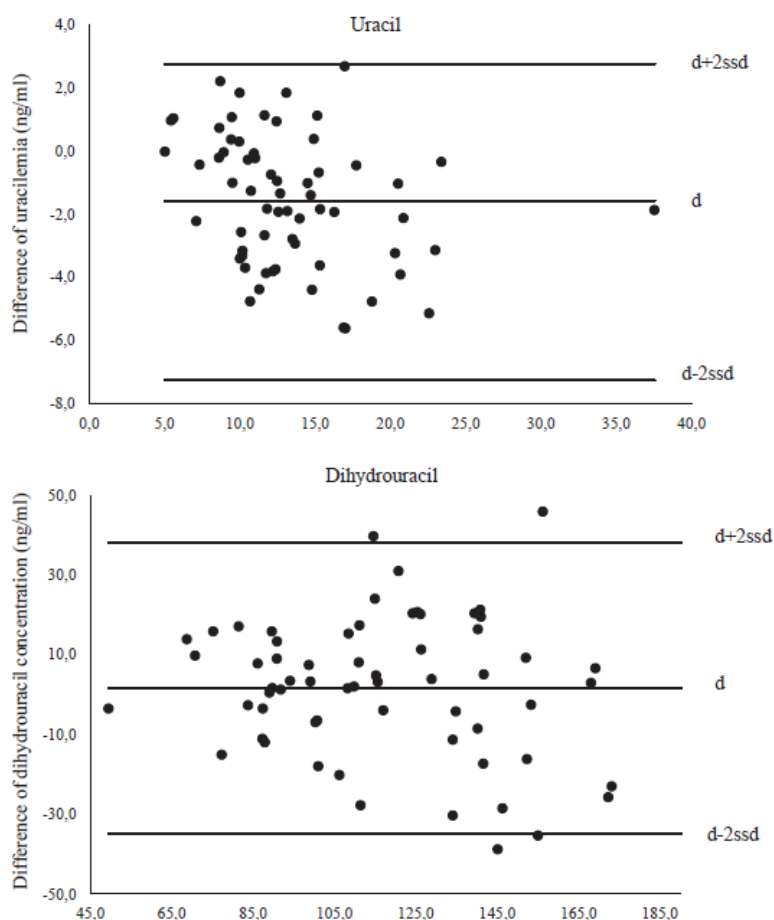 Uracil
Difference of uracilemia (ng/ml)
4,0
2,0
0,0
-2,0
-4,0
-6,0
-8,0
d+2ssd
d
d-2ssd
0,0 5,0 10,0 15,0 20,0 25,0 30,0 35,0 40,0
Dihydrouracil
Difference of dihydrouracil concentration (ng/ml)
50,0
30,0
10,0
-10,0
-30,0
-50,0
d+2ssd
d
d-2ssd
45,0 65,0 85,0 105,0 125,0 145,0 165,0 185,0